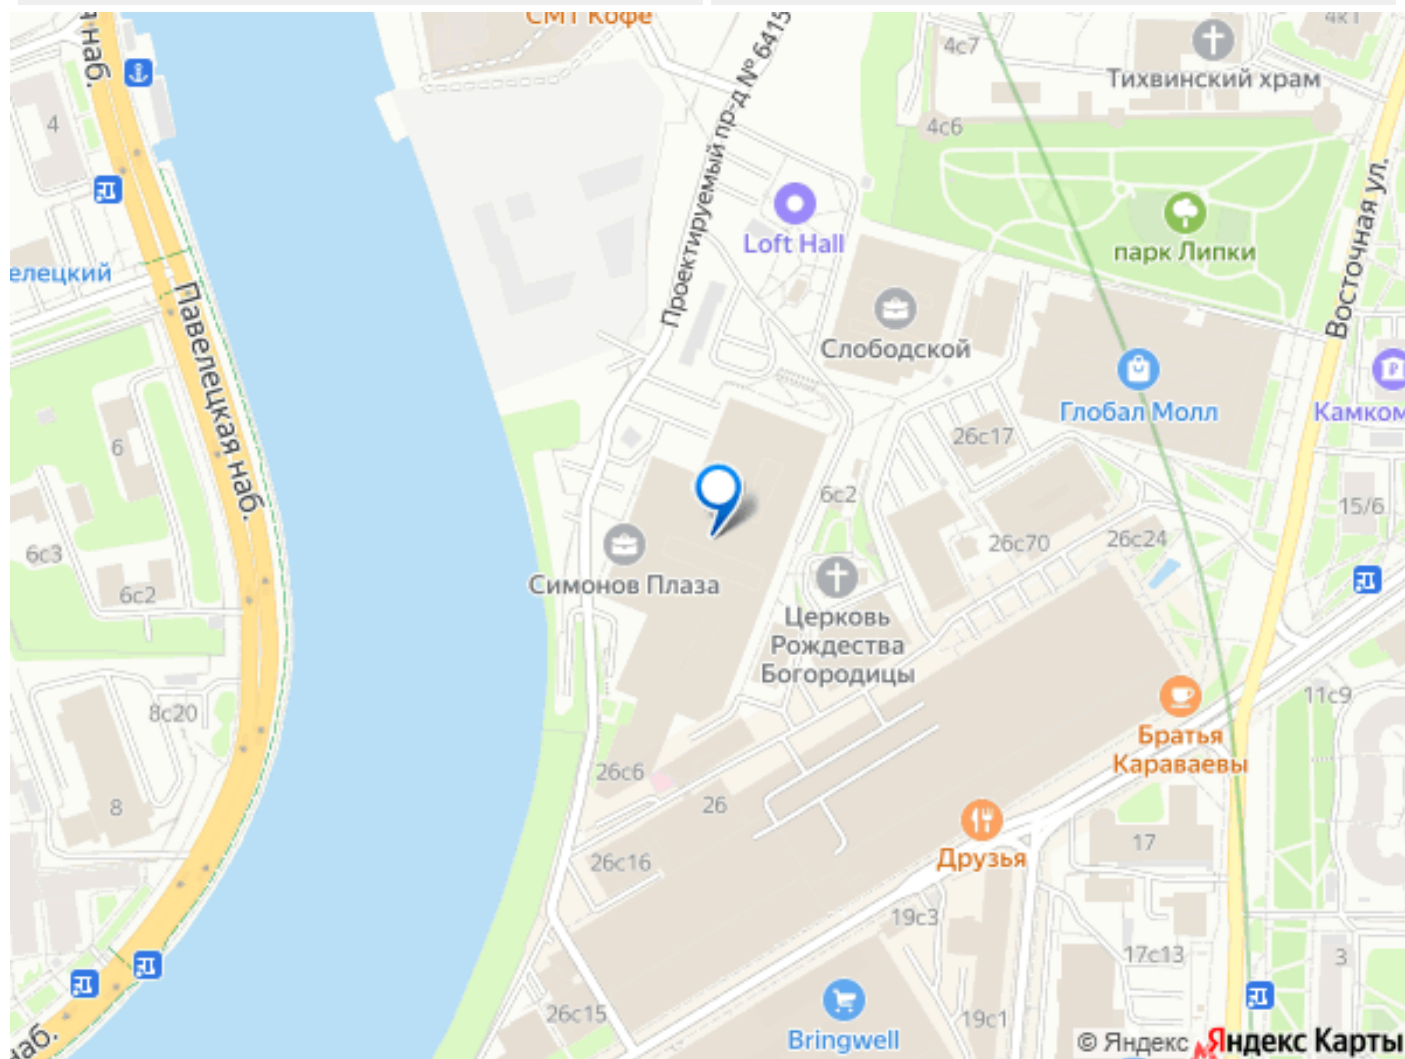 СМТ Кофе
4к1
4с7
Тихвинский храм
4
4с6
Проектируемый пр-д № 6415
Восточная ул.
Loft Hall
парк Липки
елецкий
Павелецкая наб.
Слободской
Глобал Молл
Камком
26с17
6
6с2
15/6
26с70
26с24
6с3
6с2
Симонов Плаза
Церковь
Рождества
Богородицы
11с9
8с20
Братья
Караваевы
26с6
8
26
17
Друзья
26с16
19с3
17с13
3
26с15
19с1
Bringwell
наб.
© Яндекс
Яндекс Карты